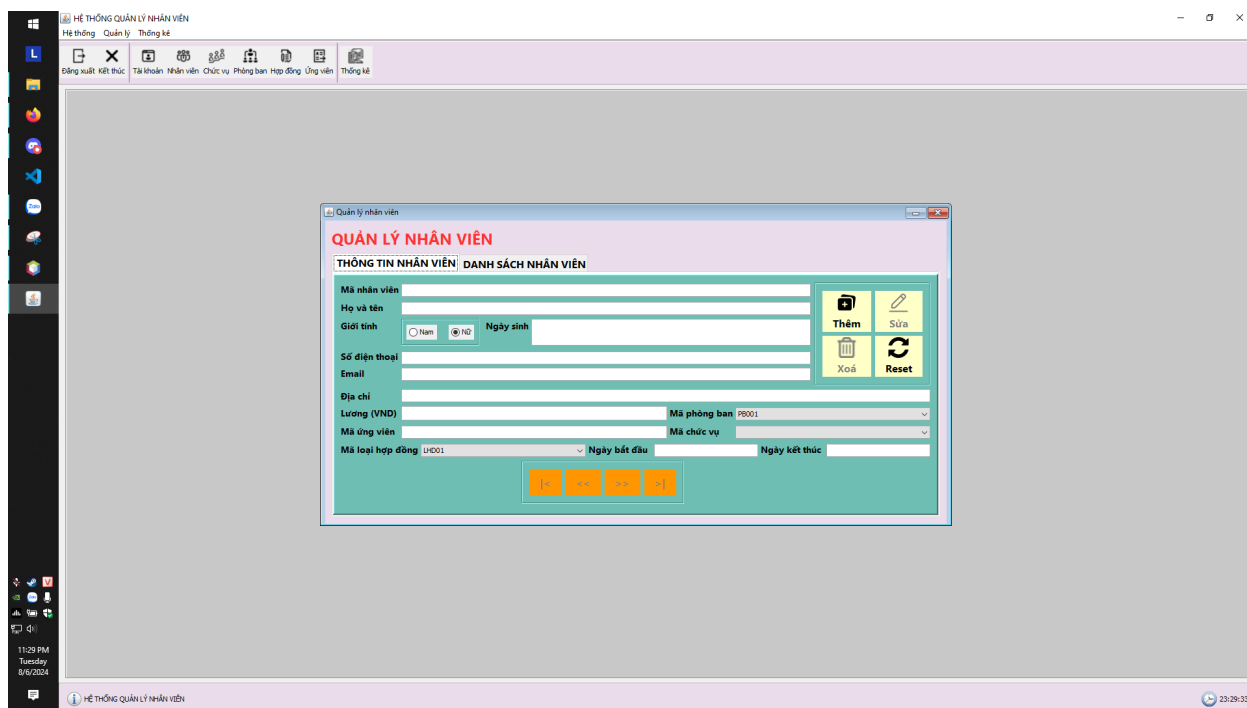 HỆ THỐNG QUẢN LÝ NHÂN VIÊN
Hệ thống Quản lý Thống kê
Đăng xuất Kết thúc Tài khoản Nhân viên Chức vụ Phòng ban Hợp đồng Ứng viên Thống kê
L
Zalo
Quản lý nhân viên
QUẢN LÝ NHÂN VIÊN
THÔNG TIN NHÂN VIÊN DANH SÁCH NHÂN VIÊN
Mã nhân viên
Họ và tên
Giới tính Nam Nữ Ngày sinh
Số điện thoại
Email
Thêm Sửa
Xoá Reset
Địa chỉ
Lương (VND) Mã phòng ban PB001
Mã ứng viên Mã chức vụ
Mã loại hợp đồng LHD01 Ngày bắt đầu Ngày kết thúc
|< << >> >|
V
11:29 PM
Tuesday
8/6/2024
HỆ THỐNG QUẢN LÝ NHÂN VIÊN 23:29:33